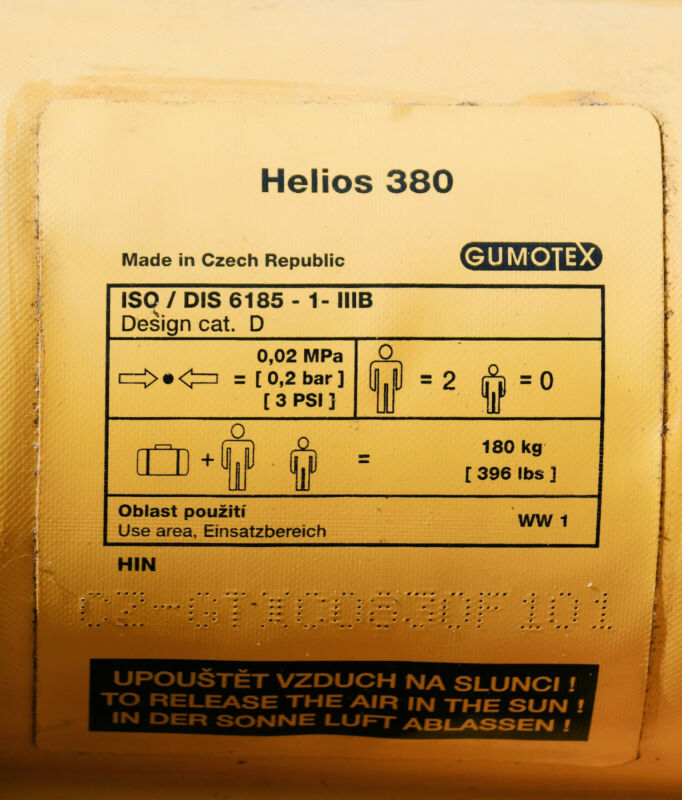 Helios 380
Made in Czech Republic
GUMOTEX
ISO / DIS 6185 - 1- IIIB
Design cat. D
0,02 MPa
= [ 0,2 bar ]
[ 3 PSI ]
= 2
= 0
+
=
180 kg
[ 396 lbs ]
Oblast použití
Use area, Einsatzbereich
WW 1
HIN
UPOUŠTĚT VZDUCH NA SLUNCI !
TO RELEASE THE AIR IN THE SUN !
IN DER SONNE LUFT ABLASSEN !